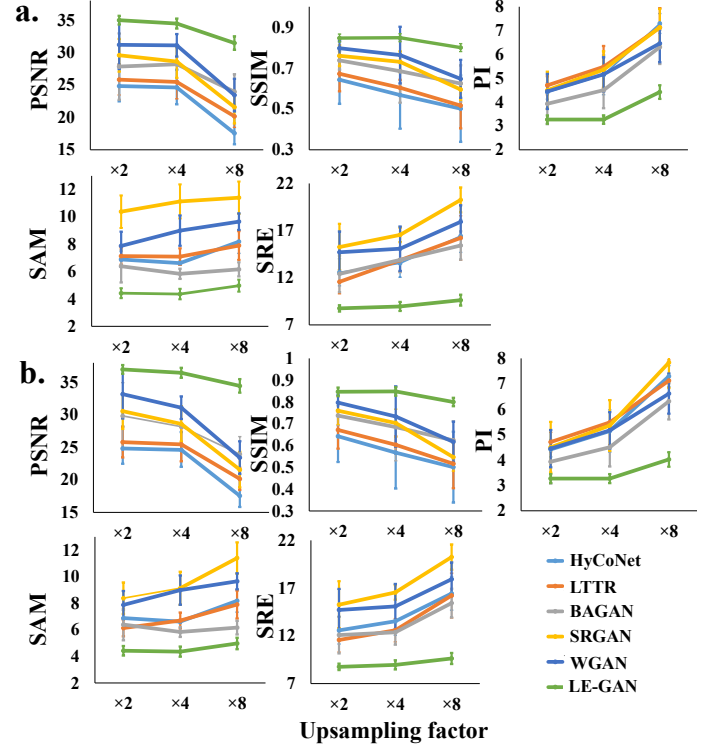 a.
PSNR
35
30
25
20
15
×2 ×4 ×8
SSIM
0.9
0.7
0.5
0.3
×2 ×4 ×8
PI
8
7
6
5
4
3
2
×2 ×4 ×8
SAM
12
10
8
6
4
2
×2 ×4 ×8
SRE
22
17
12
7
×2 ×4 ×8
b.
PSNR
35
30
25
20
15
×2 ×4 ×8
SSIM
1
0.9
0.8
0.7
0.6
0.5
0.4
0.3
×2 ×4 ×8
PI
8
7
6
5
4
3
2
×2 ×4 ×8
SAM
12
10
8
6
4
2
×2 ×4 ×8
SRE
22
17
12
7
×2 ×4 ×8
HyCoNet
LTTR
BAGAN
SRGAN
WGAN
LE-GAN
Upsampling factor